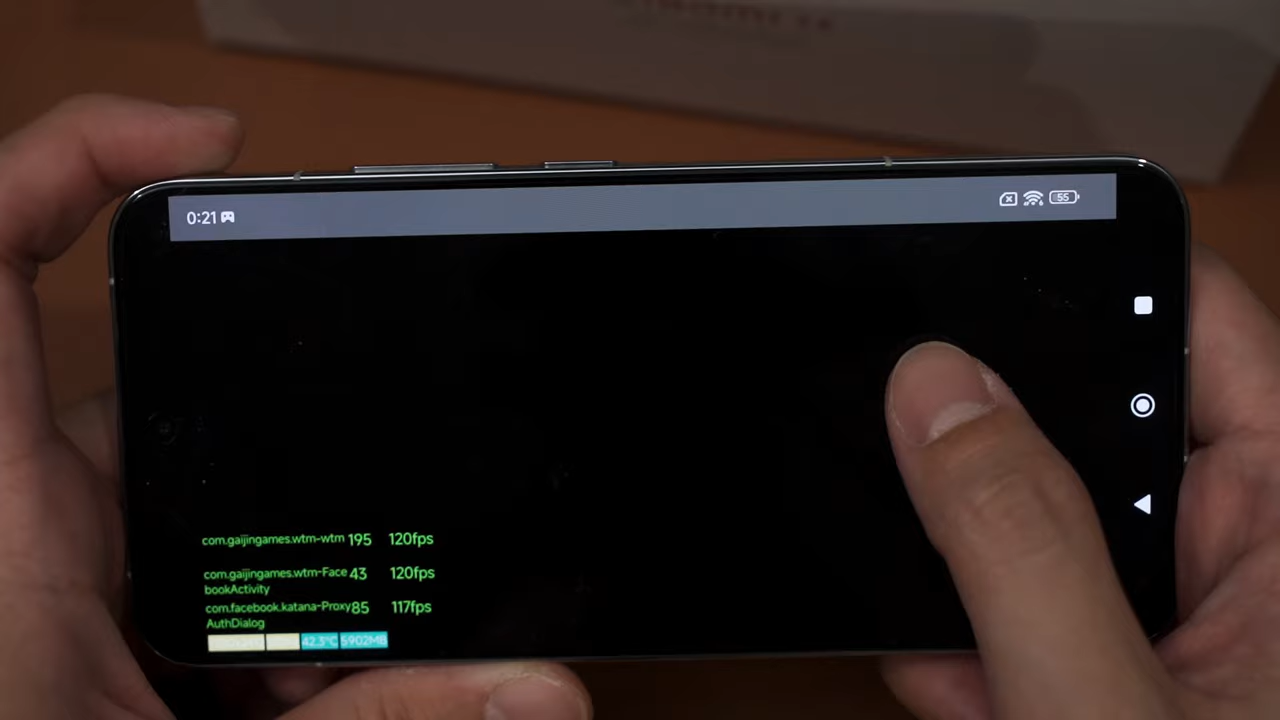 0:21
55
com.gaijingames.wtm-wtm 195 120fps
com.gaijingames.wtm-Face 43 120fps
bookActivity
com.facebook.katana-Proxy 85 117fps
AuthDialog
42.3°C 5902MB